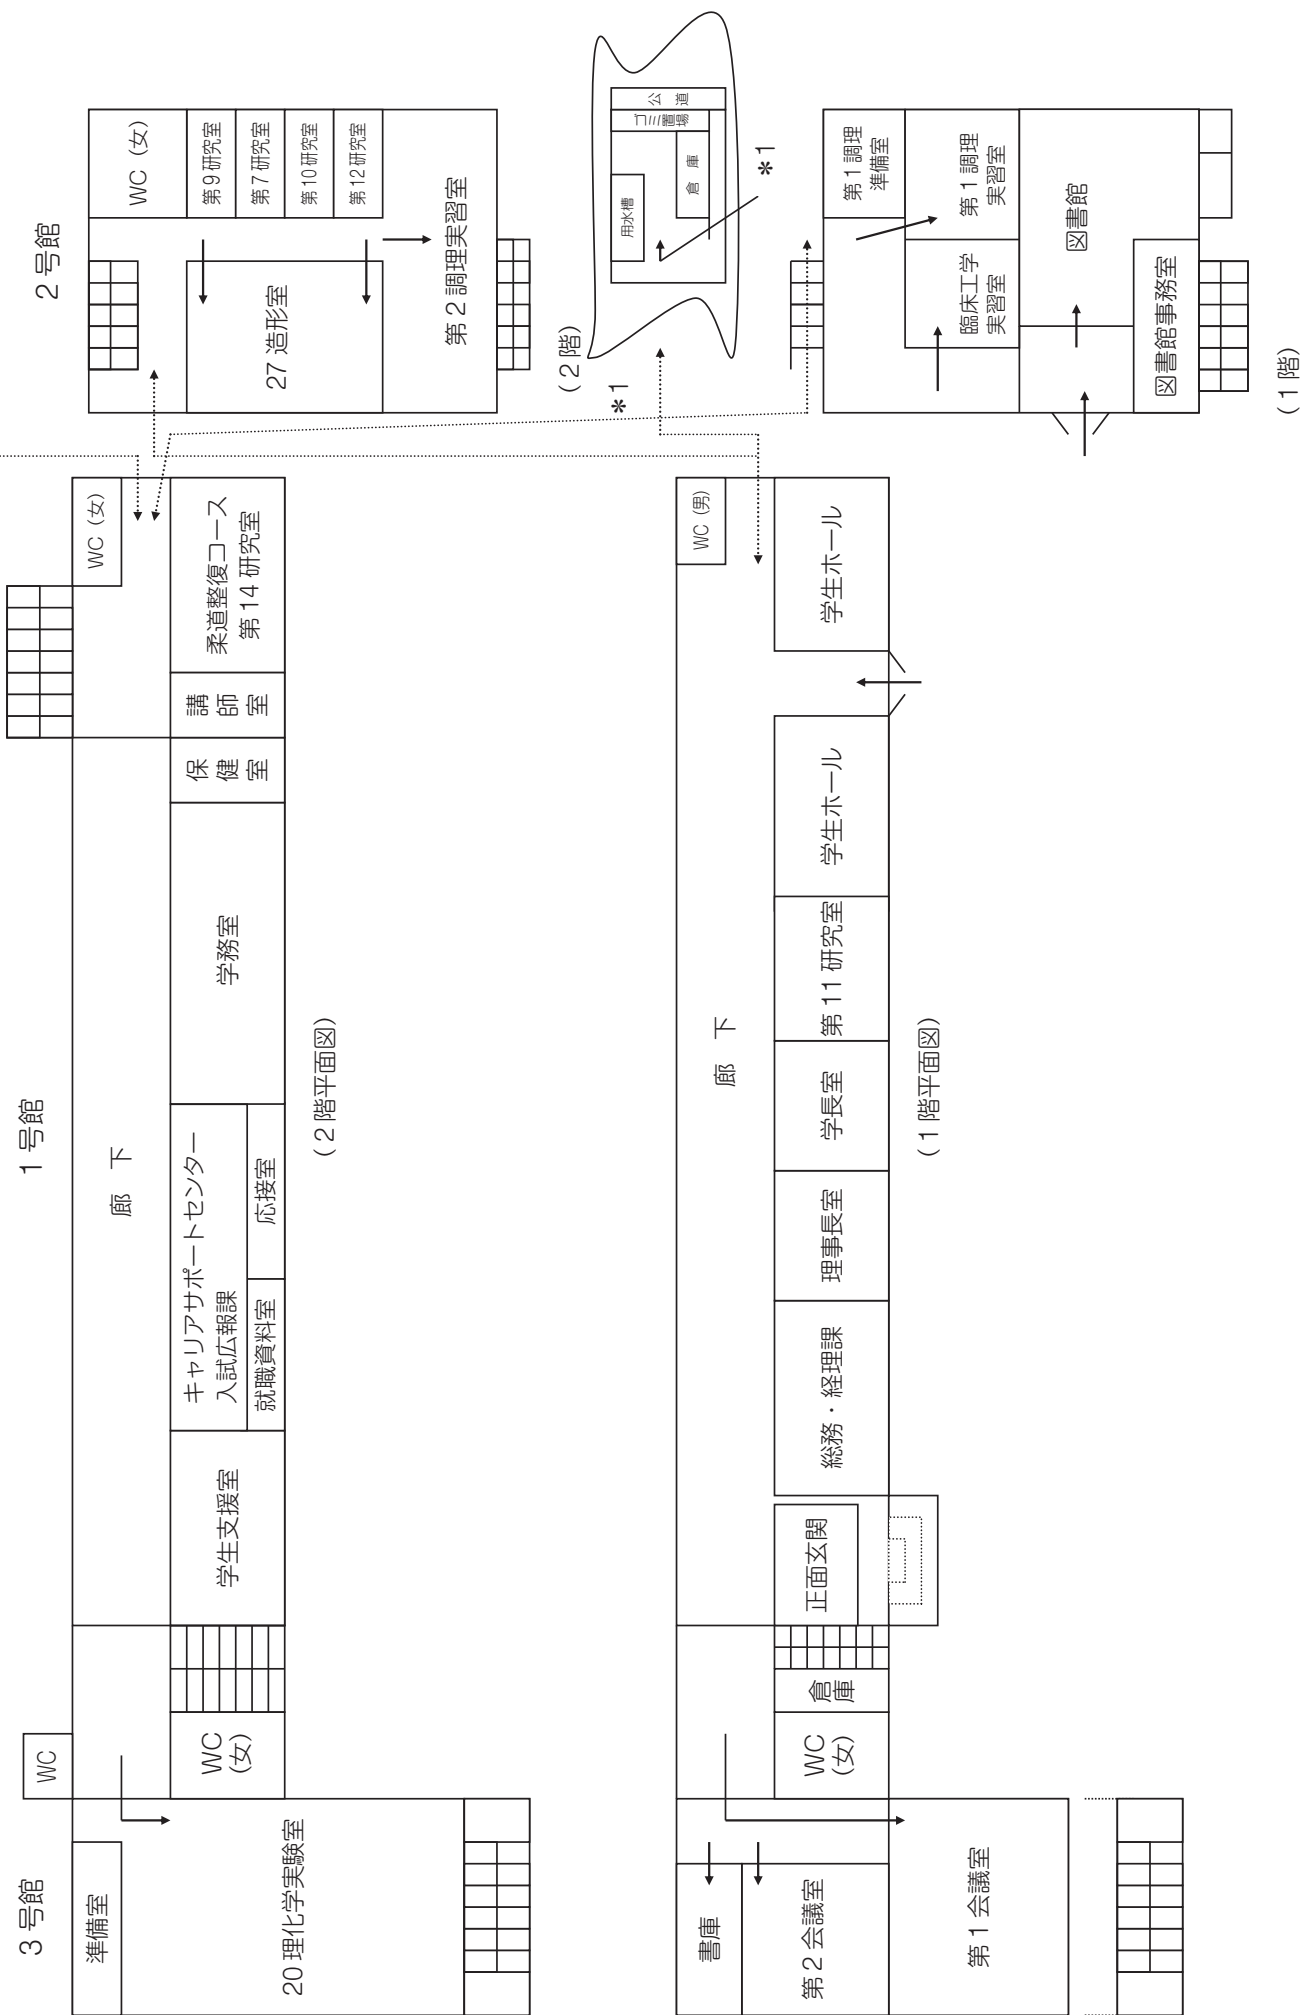 3号館
1号館
2号館
準備室
20理化学実験室
WC
WC
(女)
廊　下
学生支援室
キャリアサポートセンター
入試広報課
就職資料室
応接室
学務室
保健室
講師室
柔道整復コース
第14研究室
WC(女)
(2階平面図)
WC(女)
第9研究室
第7研究室
第10研究室
第12研究室
27造形室
第2調理実習室
(2階)
*1
公　道
ゴミ置場
倉　庫
用水槽
*1
書庫
第2会議室
第1会議室
WC
(女)
倉庫
正面玄関
廊　下
総務・経理課
理事長室
学長室
第11研究室
学生ホール
学生ホール
WC(男)
(1階平面図)
第1調理
準備室
第1調理
実習室
臨床工学
実習室
図書館
図書館事務室
(1階)